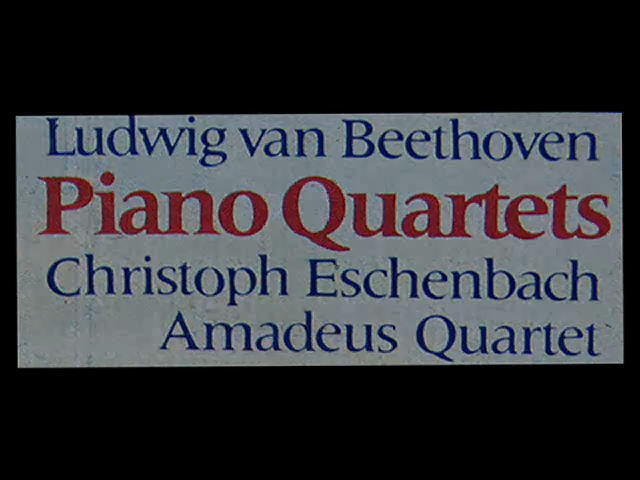 Ludwig van Beethoven
Piano Quartets
Christoph Eschenbach
Amadeus Quartet